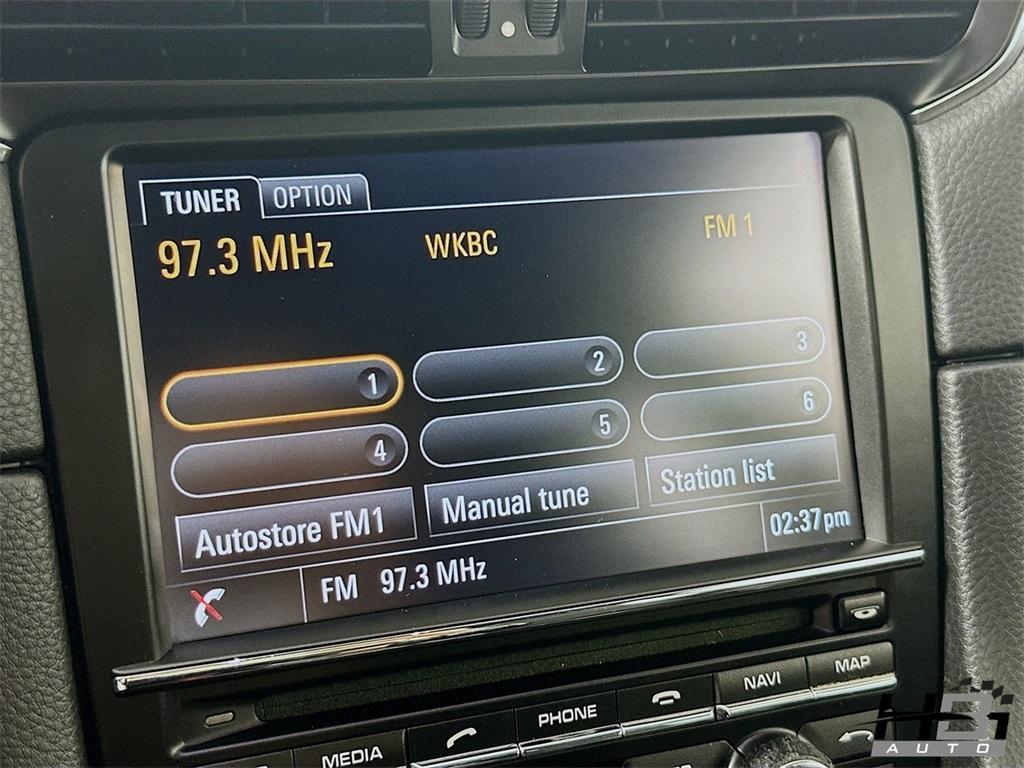 TUNER OPTION
97.3 MHz WKBC FM 1
1 2 3
4 5 6
Autostore FM1 Manual tune Station list
FM 97.3 MHz 02:37pm
MEDIA PHONE NAVI MAP
HBI
AUTO